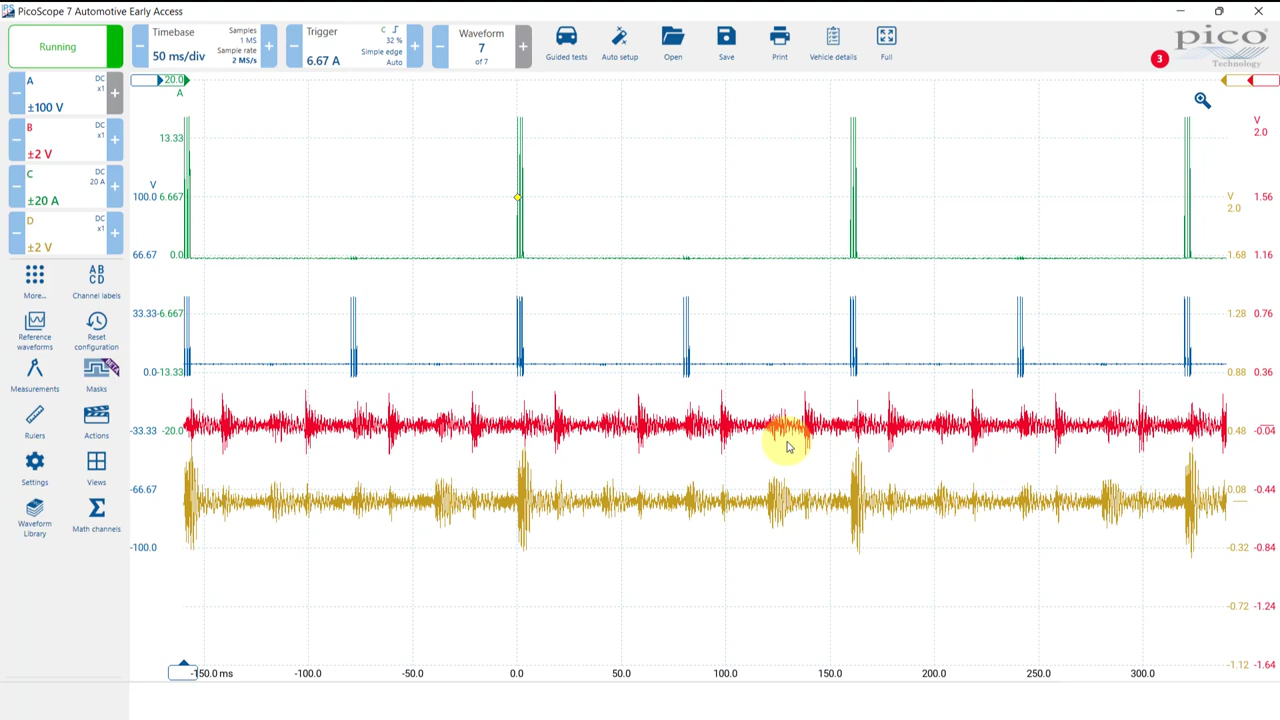 PicoScope 7 Automotive Early Access
Running
Timebase
50 ms/div
Samples
1 MS
Sample rate
2 MS/s
Trigger
6.67 A
C
32 %
Simple edge
Auto
Waveform
7
of 7
Guided tests
Auto setup
Open
Save
Print
Vehicle details
Full
3
pico
Technology
A
DC
x1
±100 V
B
DC
x1
±2 V
C
DC
20 A
±20 A
D
DC
x1
±2 V
More...
Channel labels
Reference waveforms
Reset configuration
Measurements
Masks
BETA
Rulers
Actions
Settings
Views
Waveform Library
Math channels
20.0
A
13.33
V
100.0 6.667
66.67 0.0
33.33 -6.667
0.0 -13.33
-33.33 -20.0
-66.67
-100.0
V
2.0
V
2.0
1.56
1.68 1.16
1.28 0.76
0.88 0.36
0.48 -0.04
0.08 -0.44
-0.32 -0.84
-0.72 -1.24
-1.12 -1.64
-150.0 ms -100.0 -50.0 0.0 50.0 100.0 150.0 200.0 250.0 300.0